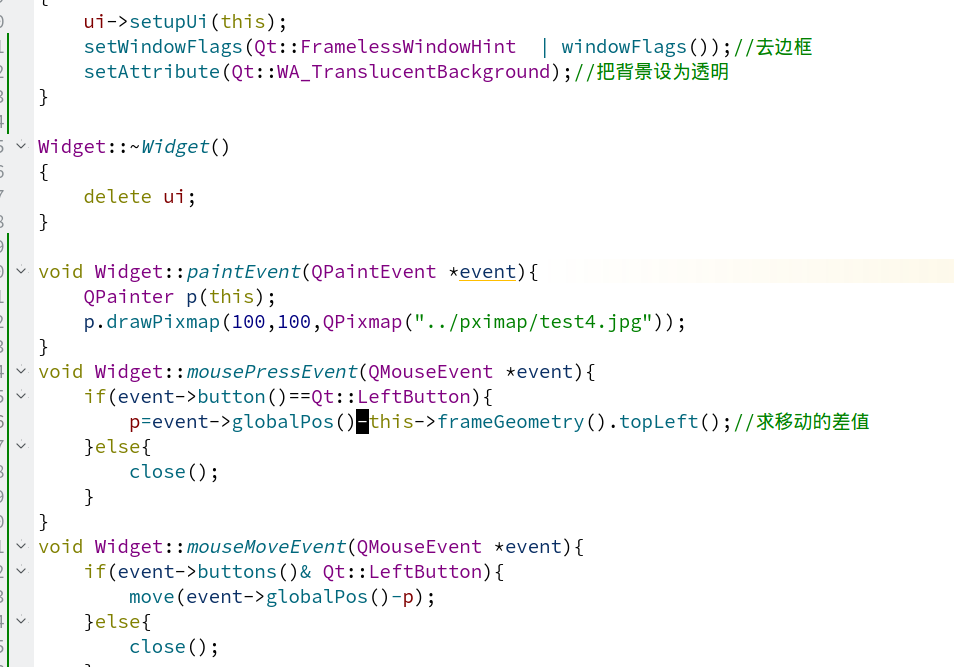 {
ui->setupUi(this);
setWindowFlags(Qt::FramelessWindowHint  | windowFlags());//去边框
setAttribute(Qt::WA_TranslucentBackground);//把背景设为透明
}
Widget::~Widget()
{
delete ui;
}
void Widget::paintEvent(QPaintEvent *event){
QPainter p(this);
p.drawPixmap(100,100,QPixmap("../pximap/test4.jpg"));
}
void Widget::mousePressEvent(QMouseEvent *event){
if(event->button()==Qt::LeftButton){
p=event->globalPos()-this->frameGeometry().topLeft();//求移动的差值
}else{
close();
}
}
void Widget::mouseMoveEvent(QMouseEvent *event){
if(event->buttons()& Qt::LeftButton){
move(event->globalPos()-p);
}else{
close();